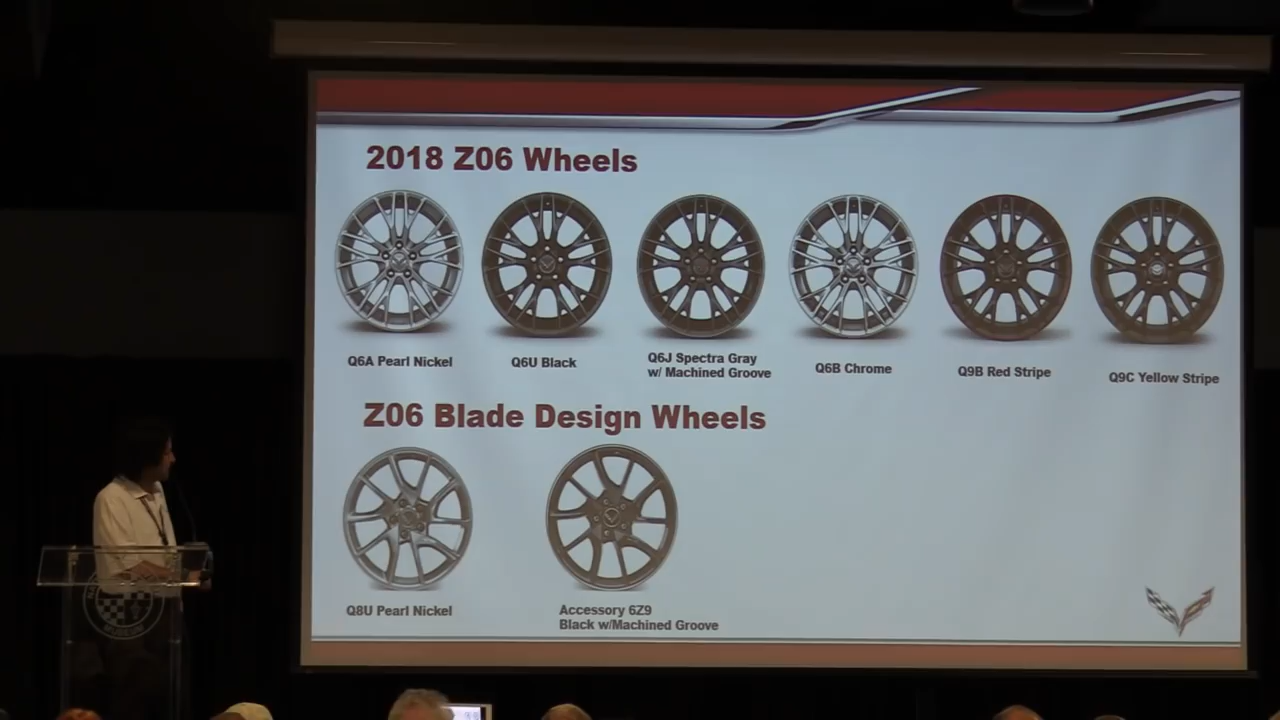 2018 Z06 Wheels
Q6A Pearl Nickel
Q6U Black
Q6J Spectra Gray
w/ Machined Groove
Q6B Chrome
Q9B Red Stripe
Q9C Yellow Stripe
Z06 Blade Design Wheels
Q8U Pearl Nickel
Accessory 6Z9
Black w/Machined Groove
MUSEUM